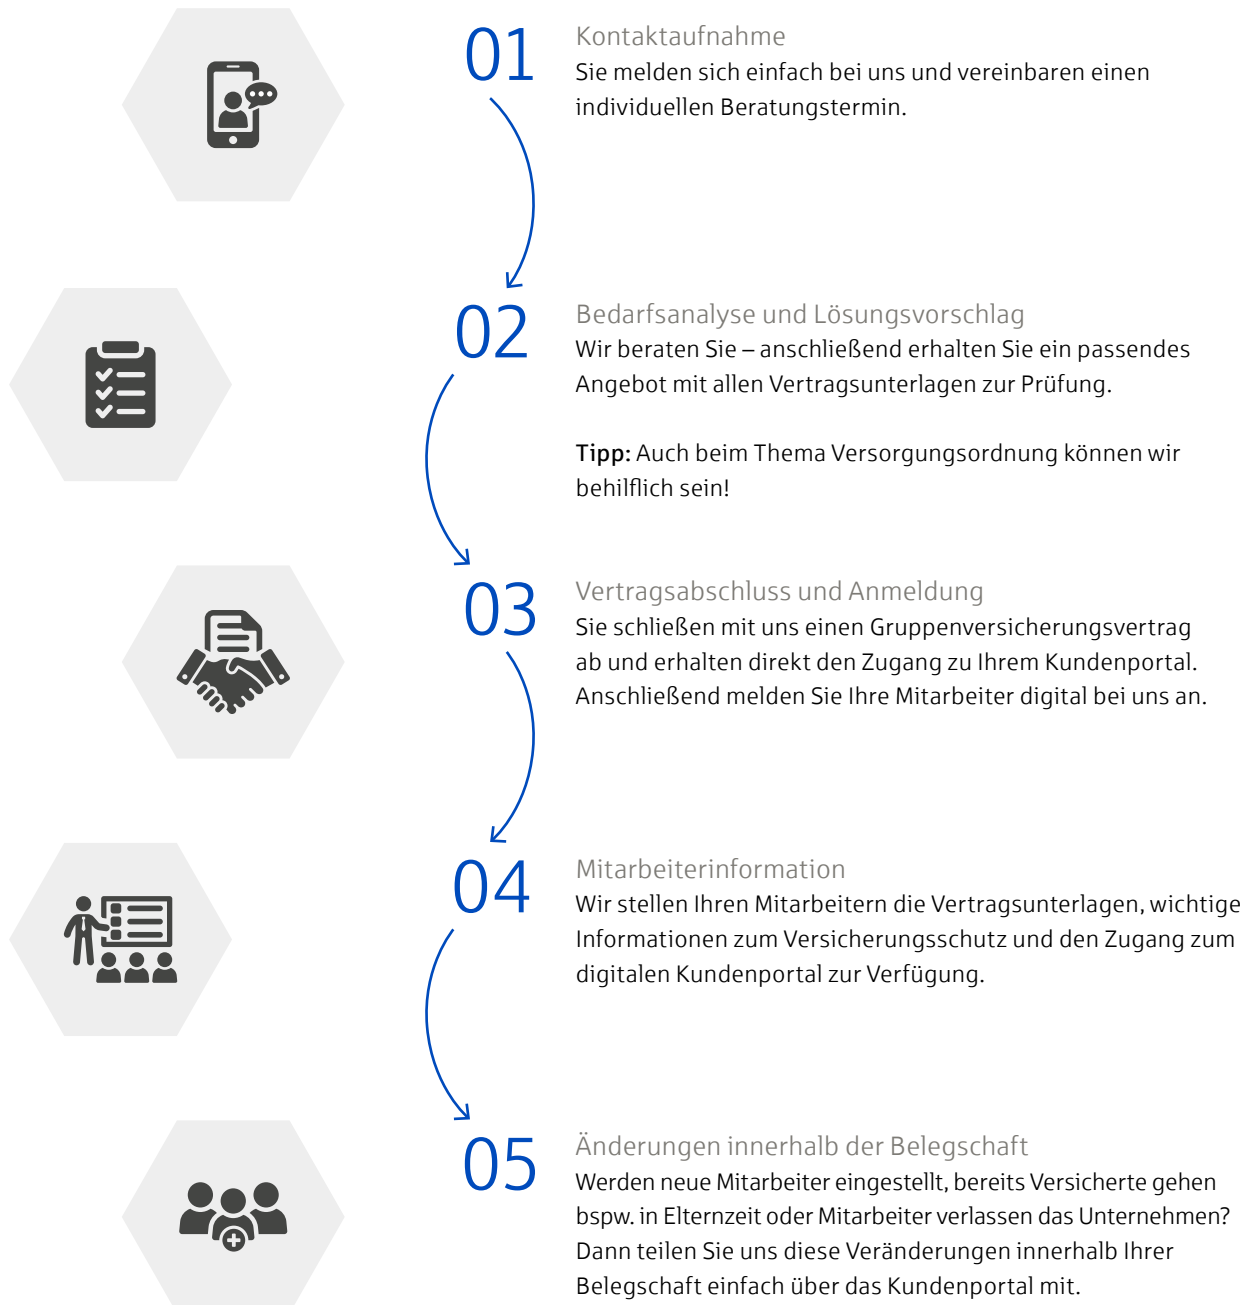 01
Kontaktaufnahme
Sie melden sich einfach bei uns und vereinbaren einen
individuellen Beratungstermin.
02
Bedarfsanalyse und Lösungsvorschlag
Wir beraten Sie – anschließend erhalten Sie ein passendes
Angebot mit allen Vertragsunterlagen zur Prüfung.
Tipp: Auch beim Thema Versorgungsordnung können wir
behilflich sein!
03
Vertragsabschluss und Anmeldung
Sie schließen mit uns einen Gruppenversicherungsvertrag
ab und erhalten direkt den Zugang zu Ihrem Kundenportal.
Anschließend melden Sie Ihre Mitarbeiter digital bei uns an.
04
Mitarbeiterinformation
Wir stellen Ihren Mitarbeitern die Vertragsunterlagen, wichtige
Informationen zum Versicherungsschutz und den Zugang zum
digitalen Kundenportal zur Verfügung.
05
Änderungen innerhalb der Belegschaft
Werden neue Mitarbeiter eingestellt, bereits Versicherte gehen
bspw. in Elternzeit oder Mitarbeiter verlassen das Unternehmen?
Dann teilen Sie uns diese Veränderungen innerhalb Ihrer
Belegschaft einfach über das Kundenportal mit.